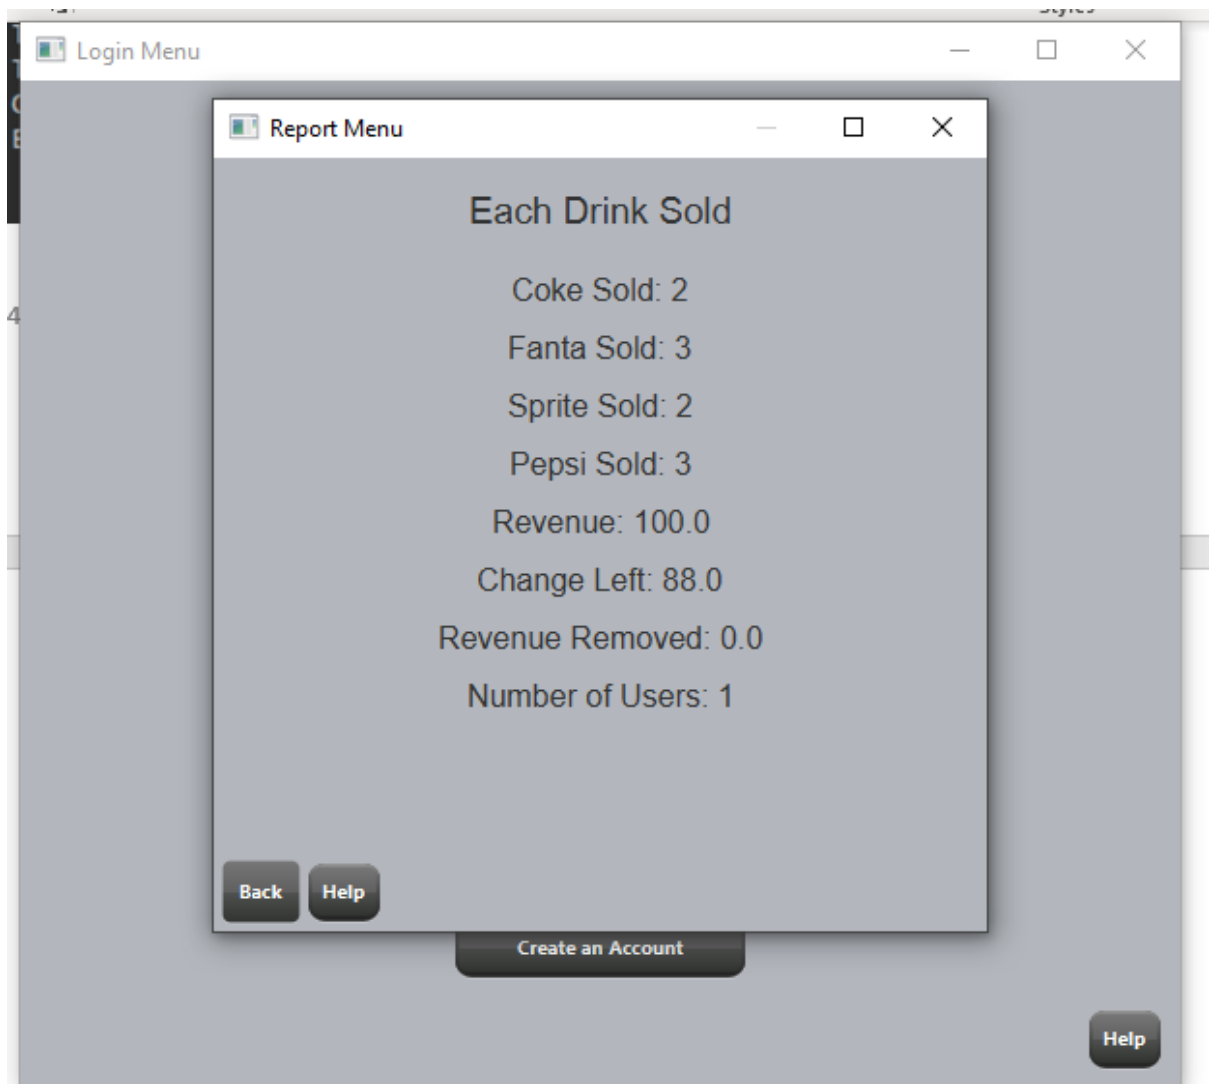 Login Menu
Report Menu
Each Drink Sold
Coke Sold: 2
Fanta Sold: 3
Sprite Sold: 2
Pepsi Sold: 3
Revenue: 100.0
Change Left: 88.0
Revenue Removed: 0.0
Number of Users: 1
Back Help
Create an Account
Help
4